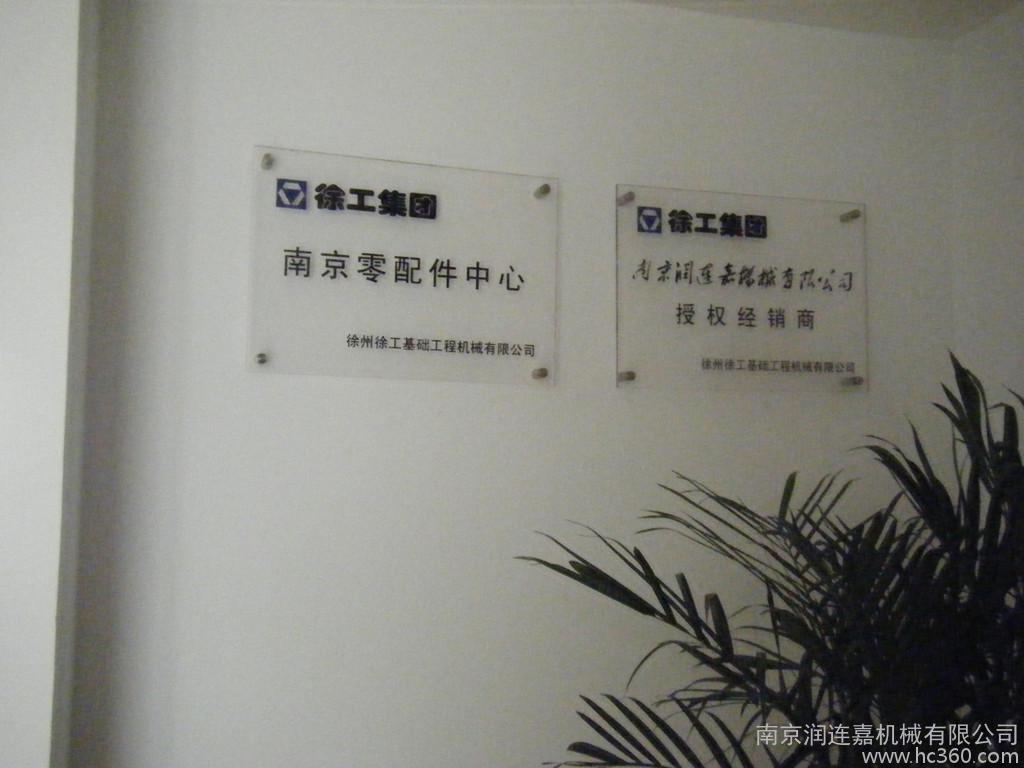 徐工集团
南京零配件中心
徐州徐工基础工程机械有限公司
徐工集团
南京润连嘉机械有限公司
授权经销商
徐州徐工基础工程机械有限公司
南京润连嘉机械有限公司
www.hc360.com